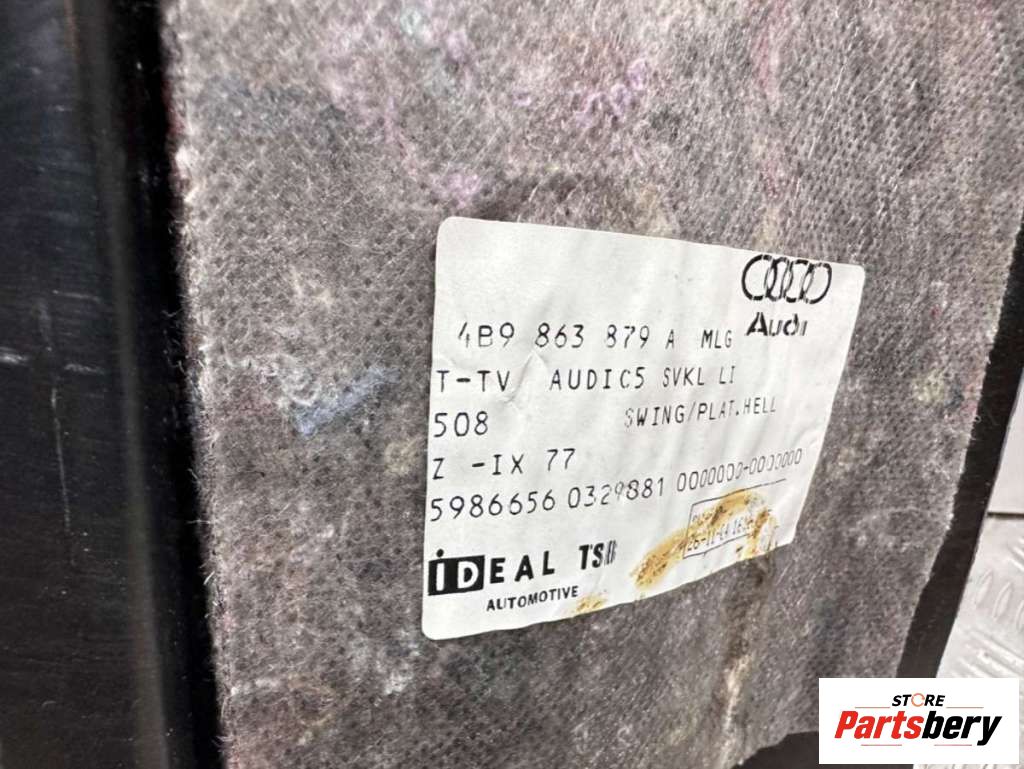 Audi
4B9 863 879 A MLG
T-TV AUDIC5 SVKL LI
508 SWING/PLAT.HELL
Z -IX 77
5986656 0329881 0000000-0000000
iDEAL TSB
AUTOMOTIVE
STORE
Partsbery